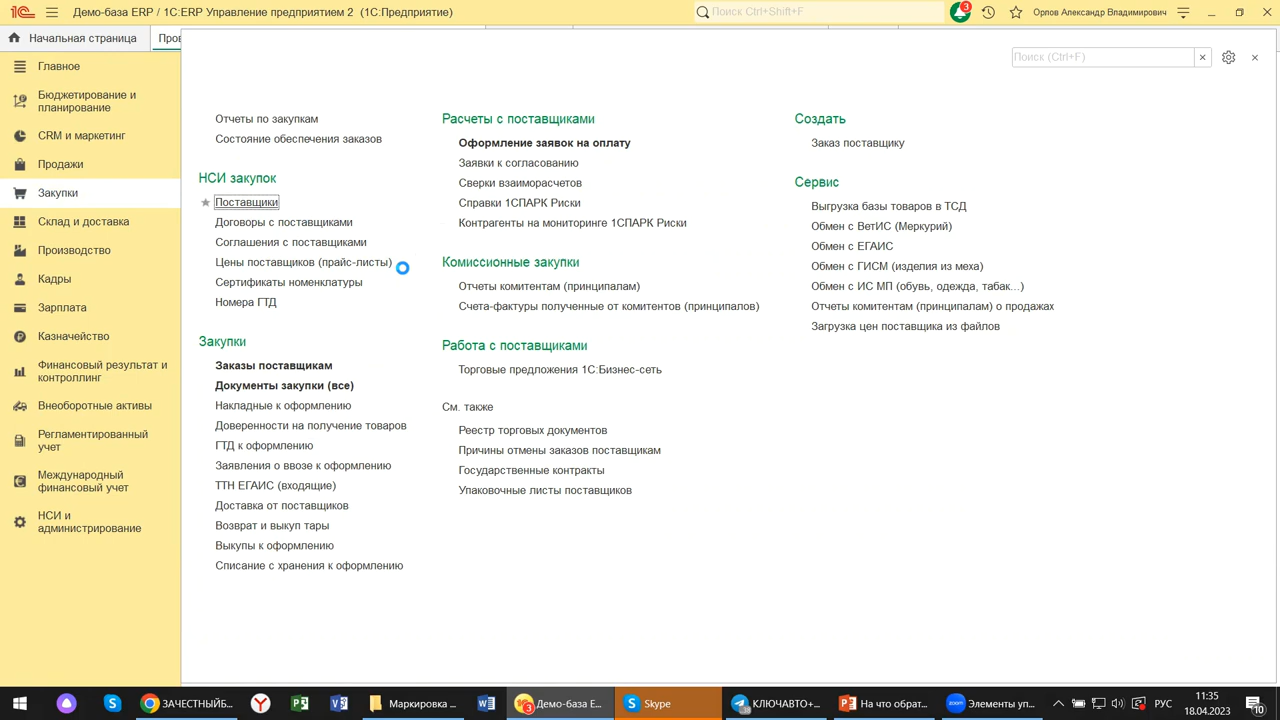 Демо-база ERP / 1С:ERP Управление предприятием 2 (1С:Предприятие)
Поиск Ctrl+Shift+F
3
Орлов Александр Владимирович
Начальная страница
Пров
Главное
Бюджетирование и
планирование
CRM и маркетинг
Продажи
Закупки
Склад и доставка
Производство
Кадры
Зарплата
Казначейство
Финансовый результат и
контроллинг
Внеоборотные активы
Регламентированный
учет
Международный
финансовый учет
НСИ и
администрирование
Поиск (Ctrl+F)
Отчеты по закупкам
Состояние обеспечения заказов
НСИ закупок
Поставщики
Договоры с поставщиками
Соглашения с поставщиками
Цены поставщиков (прайс-листы)
Сертификаты номенклатуры
Номера ГТД
Закупки
Заказы поставщикам
Документы закупки (все)
Накладные к оформлению
Доверенности на получение товаров
ГТД к оформлению
Заявления о ввозе к оформлению
ТТН ЕГАИС (входящие)
Доставка от поставщиков
Возврат и выкуп тары
Выкупы к оформлению
Списание с хранения к оформлению
Расчеты с поставщиками
Оформление заявок на оплату
Заявки к согласованию
Сверки взаиморасчетов
Справки 1СПАРК Риски
Контрагенты на мониторинге 1СПАРК Риски
Комиссионные закупки
Отчеты комитентам (принципалам)
Счета-фактуры полученные от комитентов (принципалов)
Работа с поставщиками
Торговые предложения 1С:Бизнес-сеть
См. также
Реестр торговых документов
Причины отмены заказов поставщикам
Государственные контракты
Упаковочные листы поставщиков
Создать
Заказ поставщику
Сервис
Выгрузка базы товаров в ТСД
Обмен с ВетИС (Меркурий)
Обмен с ЕГАИС
Обмен с ГИСМ (изделия из меха)
Обмен с ИС МП (обувь, одежда, табак...)
Отчеты комитентам (принципалам) о продажах
Загрузка цен поставщика из файлов
ЗАЧЕСТНЫЙБ...
Маркировка ...
Демо-база E...
Skype
КЛЮЧАВТО+...
На что обрат...
Элементы уп...
РУС
11:35
18.04.2023
10